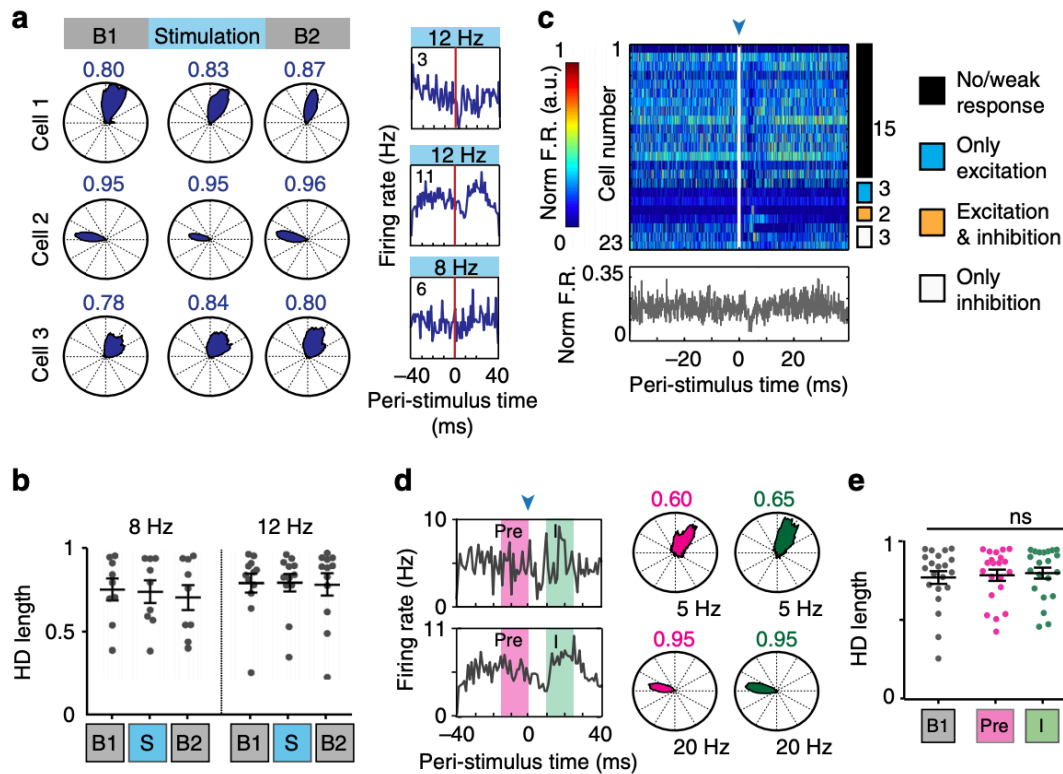 a
B1 Stimulation B2
Cell 1
0.80 0.83 0.87
Cell 2
0.95 0.95 0.96
Cell 3
0.78 0.84 0.80
Firing rate (Hz)
12 Hz
3
12 Hz
11
8 Hz
6
−40 0 40
Peri-stimulus time
(ms)
c
Norm F.R. (a.u.)
1
0
Cell number
1
23
15
3
2
3
No/weak
response
Only
excitation
Excitation
& inhibition
Only
inhibition
Norm F.R.
0.35
0
−20 0 20
Peri-stimulus time (ms)
b
8 Hz 12 Hz
HD length
1
0.5
0
B1 S B2 B1 S B2
d
Firing rate (Hz)
10
Pre I
0
11
Pre I
0
−40 0 40
Peri-stimulus time (ms)
0.60 0.65
5 Hz 5 Hz
0.95 0.95
20 Hz 20 Hz
e
ns
HD length
1
0
B1 Pre I